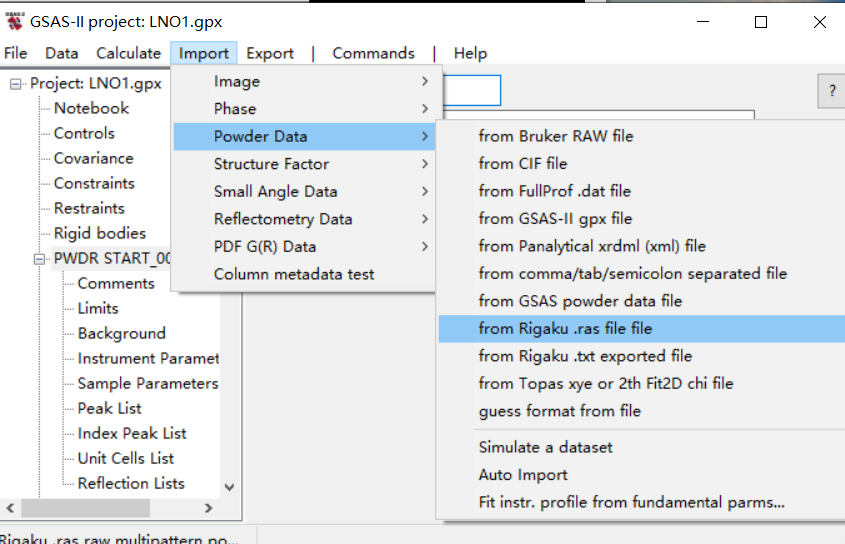 GSAS-II project: LNO1.gpx
File Data Calculate Import Export | Commands | Help
Project: LNO1.gpx
Notebook
Controls
Covariance
Constraints
Restraints
Rigid bodies
PWDR START_00
Comments
Limits
Background
Instrument Paramet
Sample Parameters
Peak List
Index Peak List
Unit Cells List
Reflection Lists
Image
Phase
Powder Data
Structure Factor
Small Angle Data
Reflectometry Data
PDF G(R) Data
Column metadata test
?
from Bruker RAW file
from CIF file
from FullProf .dat file
from GSAS-II gpx file
from Panalytical xrdml (xml) file
from comma/tab/semicolon separated file
from GSAS powder data file
from Rigaku .ras file file
from Rigaku .txt exported file
from Topas xye or 2th Fit2D chi file
guess format from file
Simulate a dataset
Auto Import
Fit instr. profile from fundamental parms...
Rigaku .ras raw multipattern po...